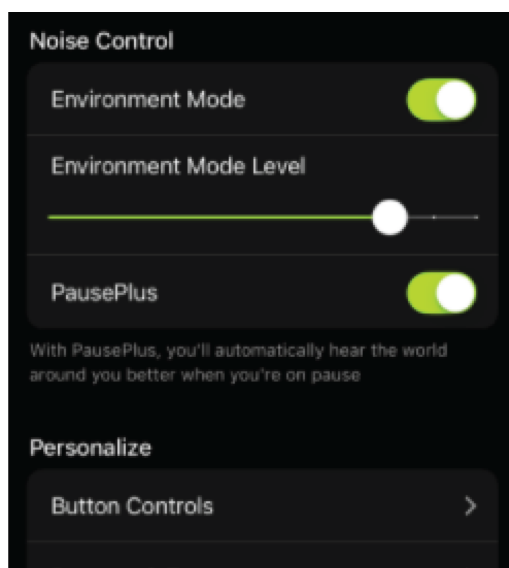 Noise Control
Environment Mode
Environment Mode Level
PausePlus
With PausePlus, you'll automatically hear the world
around you better when you're on pause
Personalize
Button Controls